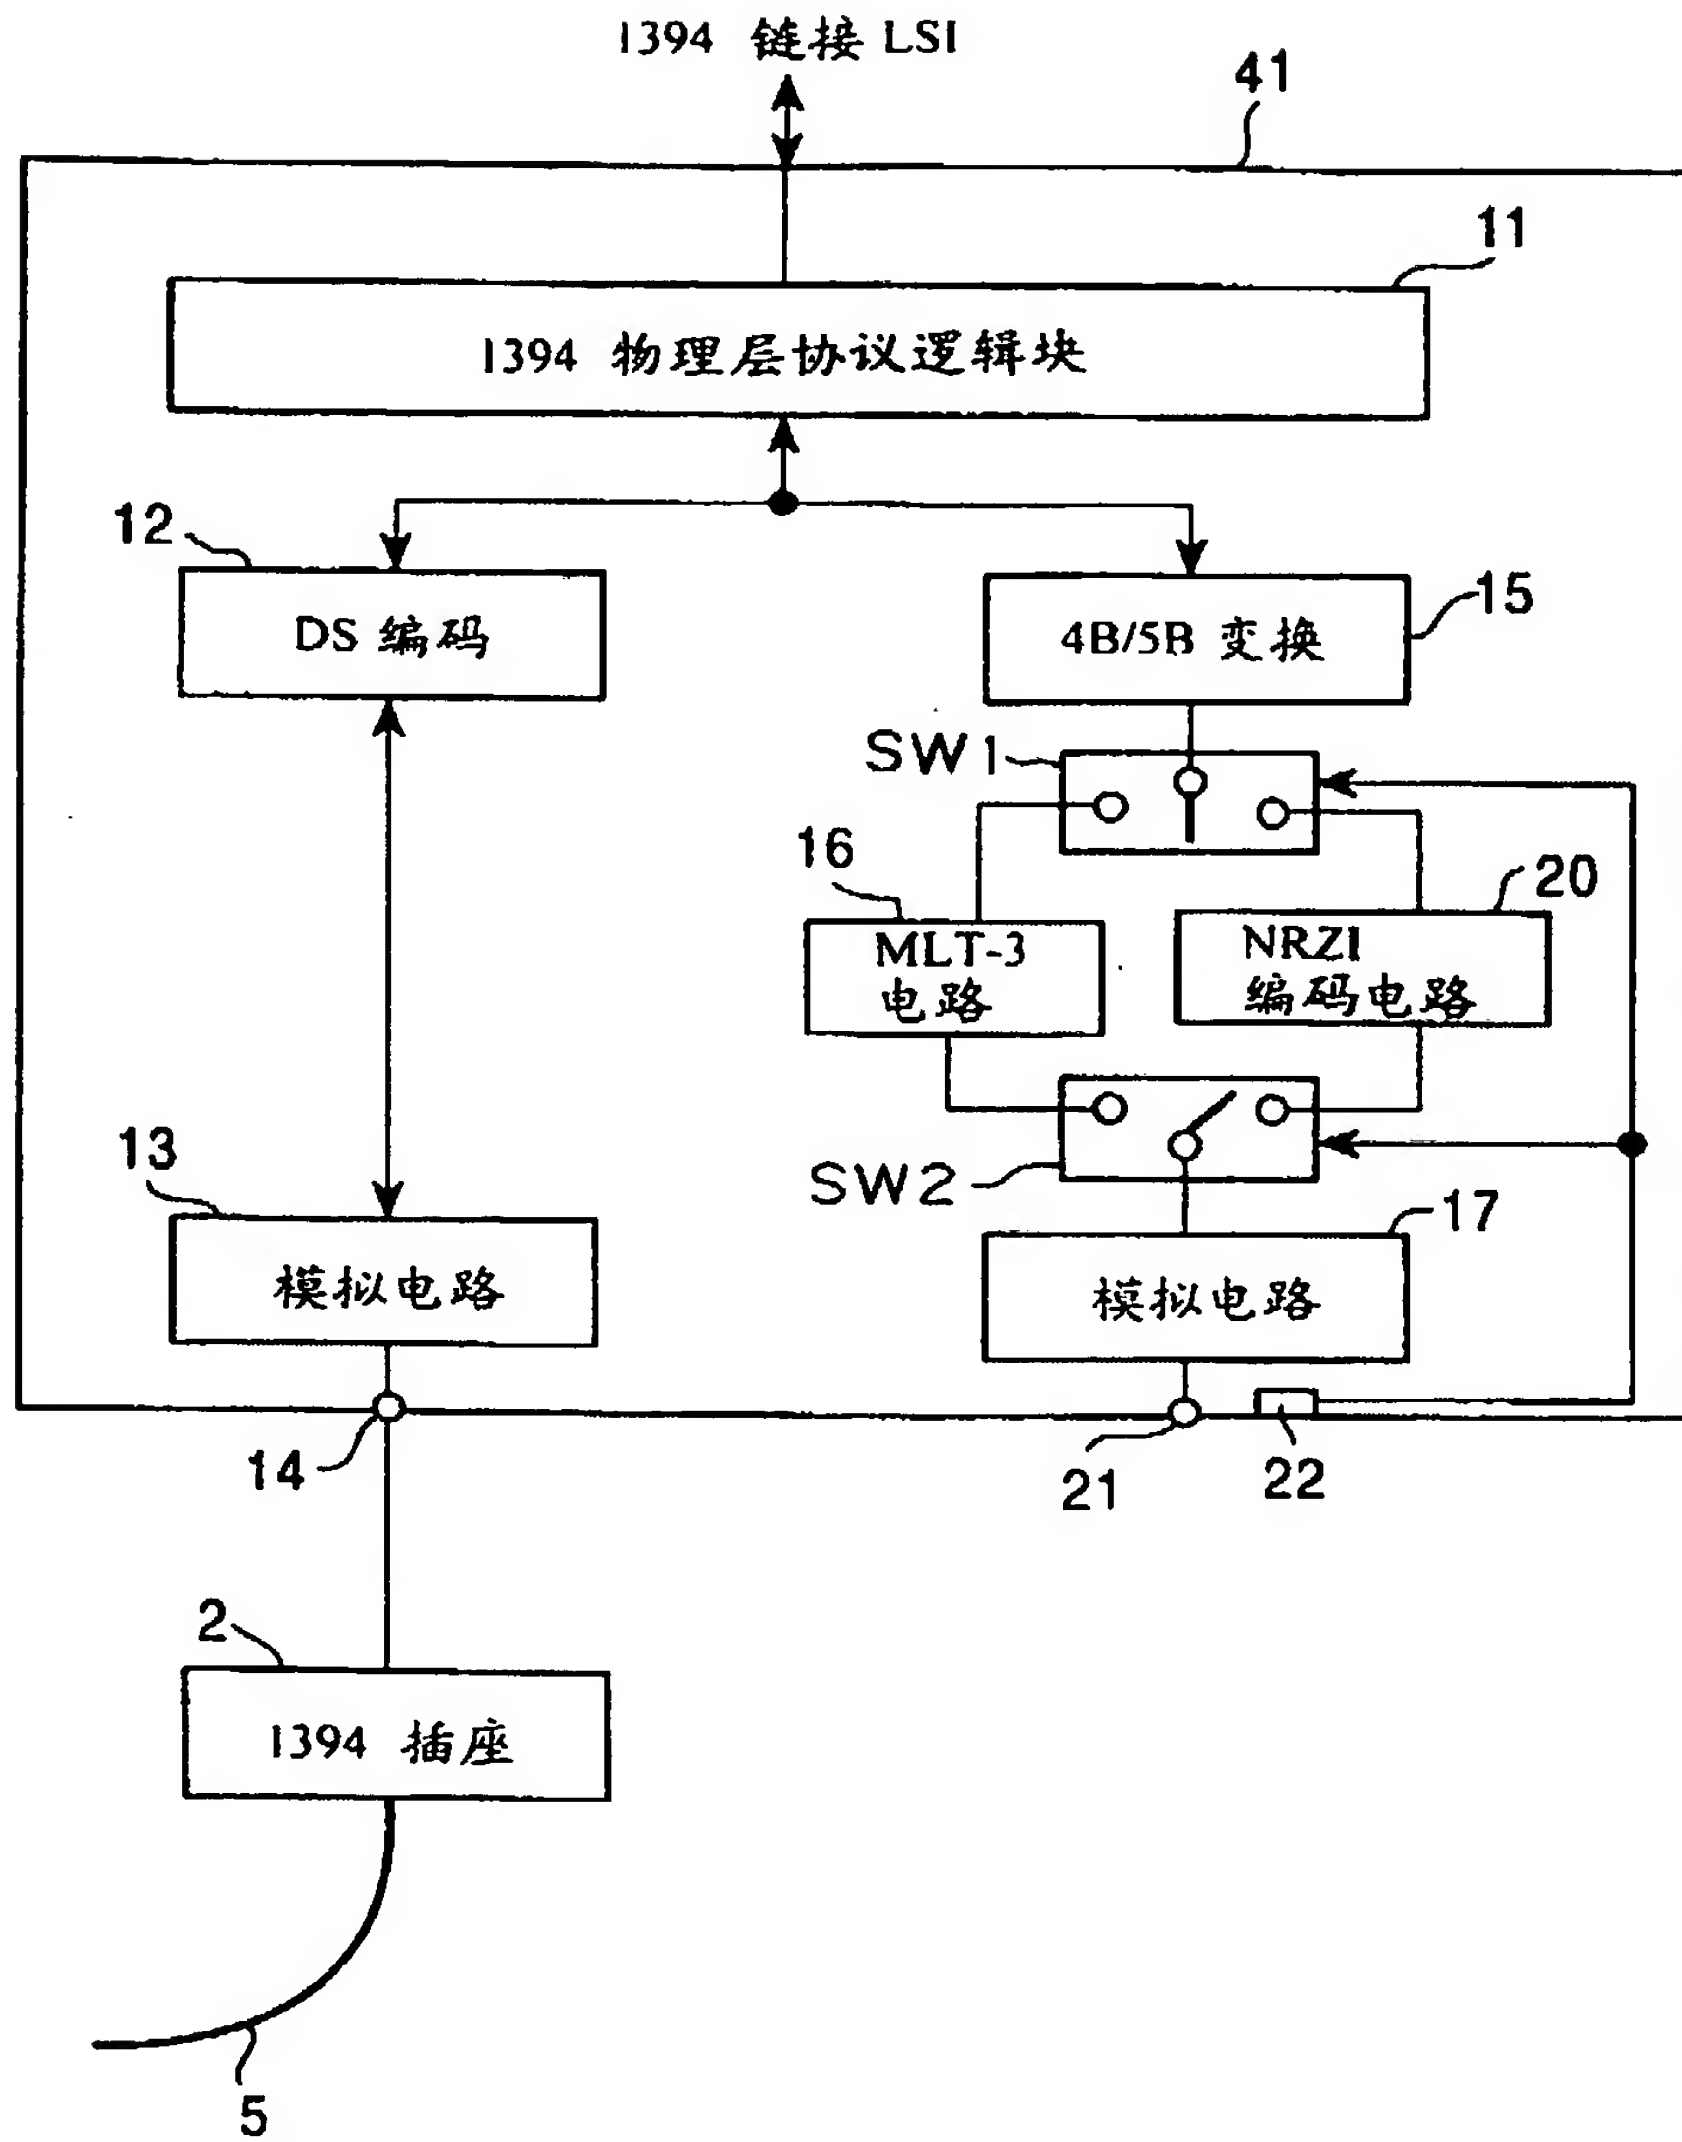 1394 链接 LSI
41
11
1394 物理层协议逻辑块
12
DS 编码
4B/5B 变换
15
SW1
16
20
MLT-3
电路
NRZI
编码电路
13
SW2
17
模拟电路
模拟电路
14
21
22
2
1394 插座
5